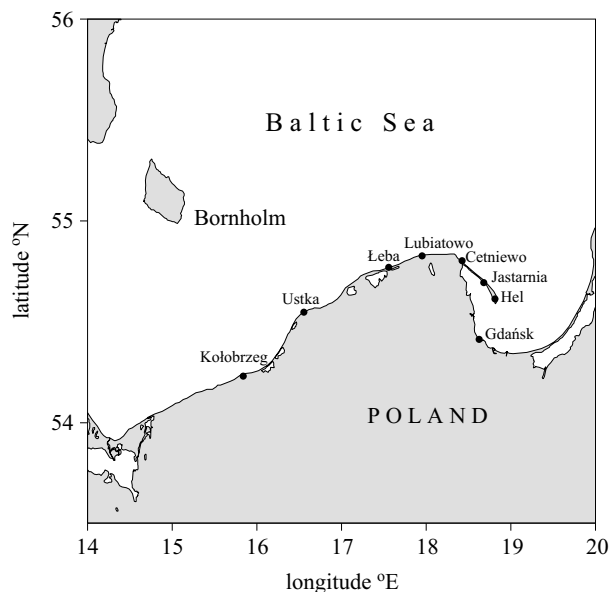 56
Baltic Sea
Bornholm
55
latitude °N
Łeba
Lubiatowo
Cetniewo
Jastarnia
Hel
Ustka
Gdańsk
Kołobrzeg
54
POLAND
14 15 16 17 18 19 20
longitude °E